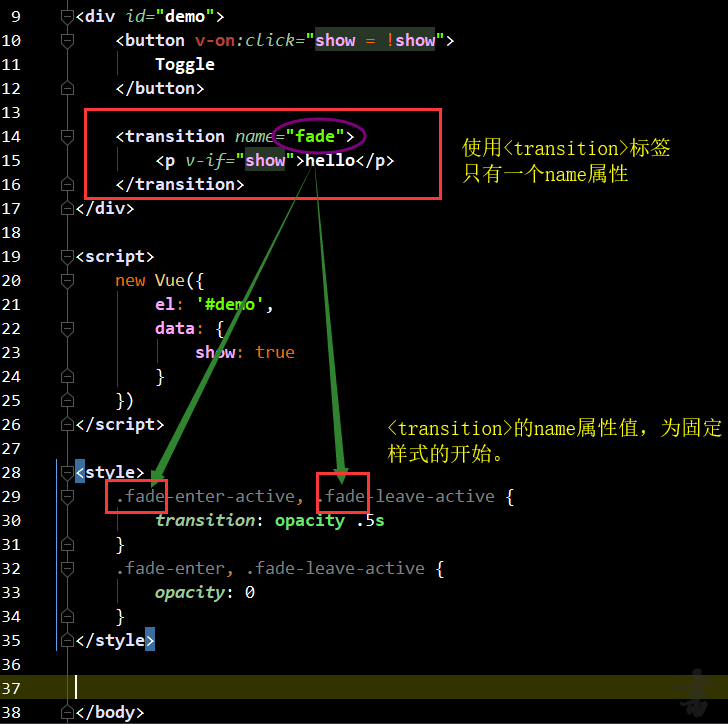 9 <div id="demo">
10 <button v-on:click="show = !show">
11 Toggle
12 </button>
13
14 <transition name="fade">
15 <p v-if="show">hello</p>
16 </transition>
使用<transition>标签
只有一个name属性
17 </div>
18
19 <script>
20 new Vue({
21 el: '#demo',
22 data: {
23 show: true
24 }
25 })
26 </script>
<transition>的name属性值，为固定
样式的开始。
27
28 <style>
29 .fade-enter-active, .fade-leave-active {
30 transition: opacity .5s
31 }
32 .fade-enter, .fade-leave-active {
33 opacity: 0
34 }
35 </style>
36
37
38 </body>